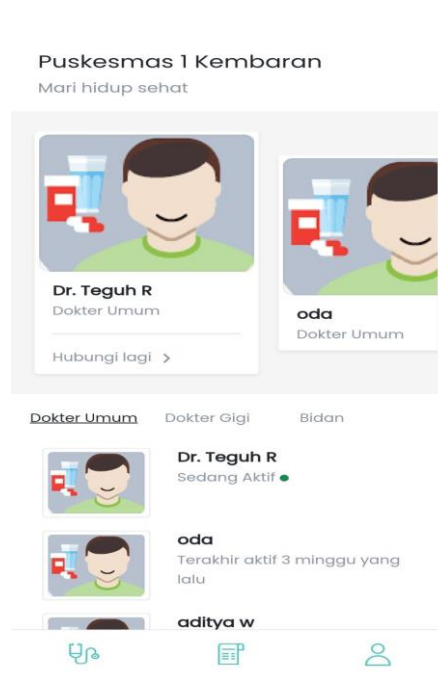 Puskesmas 1 Kembaran
Mari hidup sehat
Dr. Teguh R
Dokter Umum
Hubungi lagi >
oda
Dokter Umum
Dokter Umum
Dokter Gigi
Bidan
Dr. Teguh R
Sedang Aktif
oda
Terakhir aktif 3 minggu yang
lalu
aditya w